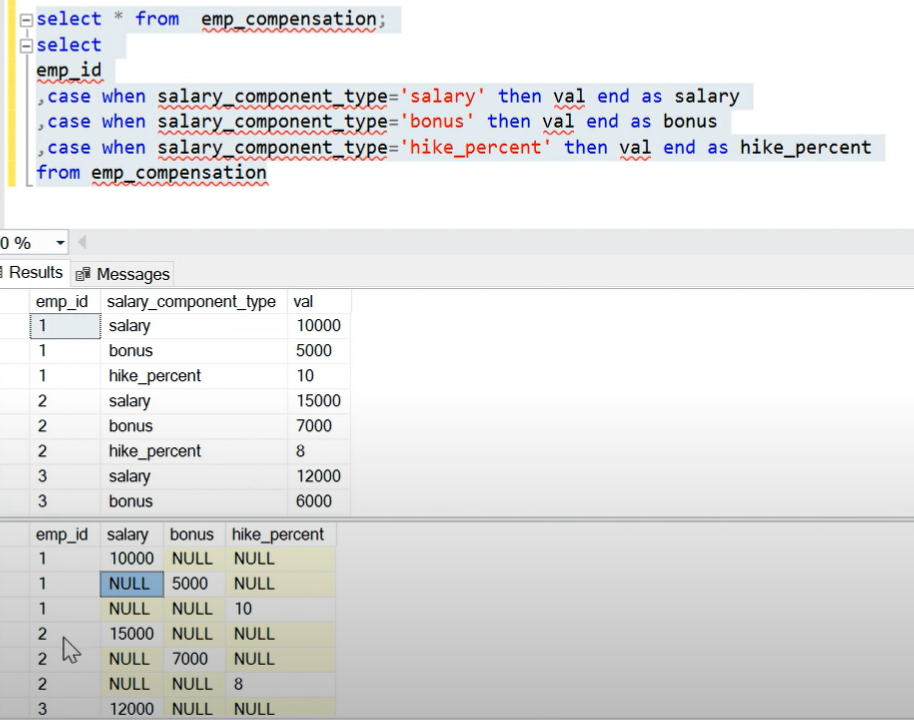 select * from  emp_compensation;
select
emp_id
,case when salary_component_type='salary' then val end as salary
,case when salary_component_type='bonus' then val end as bonus
,case when salary_component_type='hike_percent' then val end as hike_percent
from emp_compensation
0 %
Results Messages
emp_id salary_component_type val
1 salary 10000
1 bonus 5000
1 hike_percent 10
2 salary 15000
2 bonus 7000
2 hike_percent 8
3 salary 12000
3 bonus 6000
emp_id salary bonus hike_percent
1 10000 NULL NULL
1 NULL 5000 NULL
1 NULL NULL 10
2 15000 NULL NULL
2 NULL 7000 NULL
2 NULL NULL 8
3 12000 NULL NULL